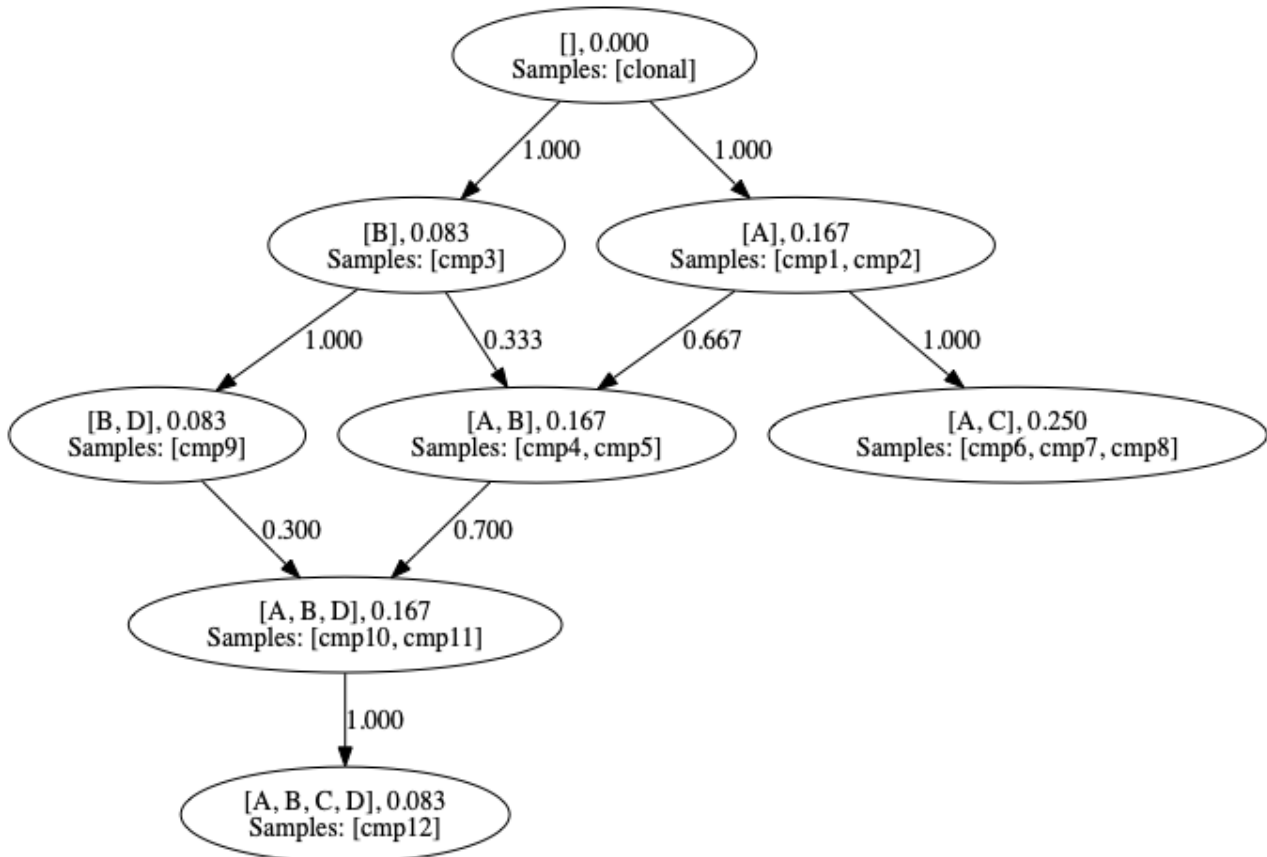 [], 0.000
Samples: [clonal]
1.000
1.000
[B], 0.083
Samples: [cmp3]
[A], 0.167
Samples: [cmp1, cmp2]
1.000
0.333
0.667
1.000
[B, D], 0.083
Samples: [cmp9]
[A, B], 0.167
Samples: [cmp4, cmp5]
[A, C], 0.250
Samples: [cmp6, cmp7, cmp8]
0.300
0.700
[A, B, D], 0.167
Samples: [cmp10, cmp11]
1.000
[A, B, C, D], 0.083
Samples: [cmp12]